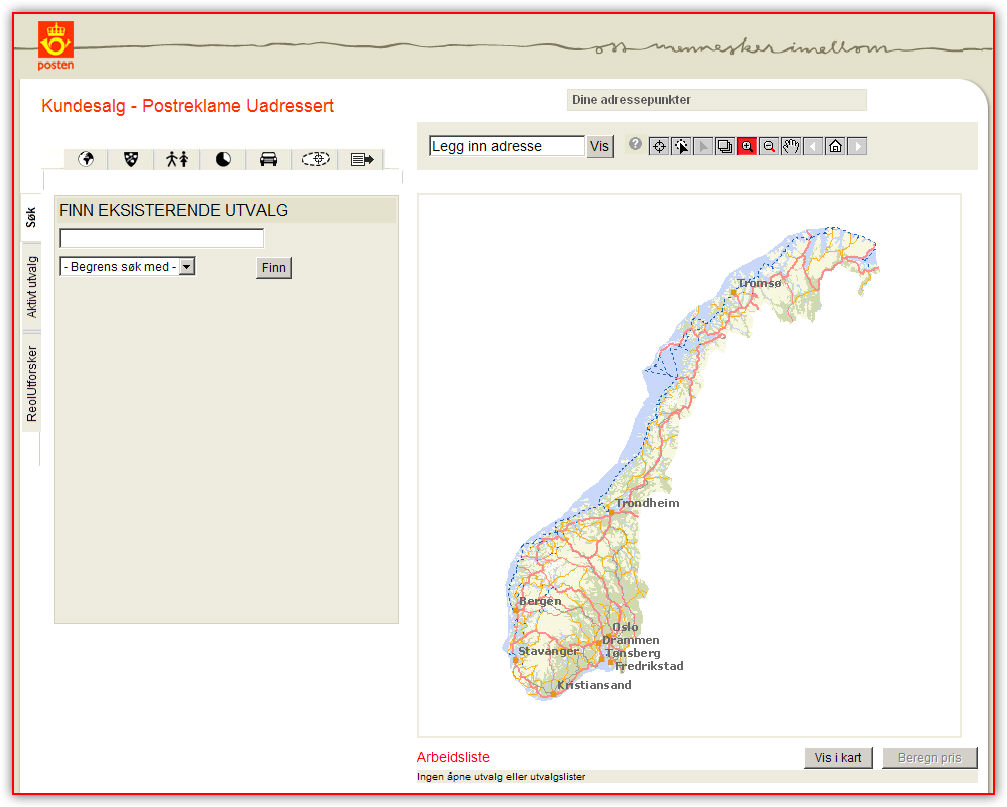 posten
oss mennesker imellom
Kundesalg - Postreklame Uadressert
Dine adressepunkter
Legg inn adresse
Vis
?
Søk
Aktivt utvalg
ReolUtforsker
FINN EKSISTERENDE UTVALG
- Begrens søk med -
Finn
Tromsø
Trondheim
Bergen
Oslo
Drammen
Stavanger
Tønsberg
Fredrikstad
Kristiansand
Arbeidsliste
Vis i kart
Beregn pris
Ingen åpne utvalg eller utvalgslister